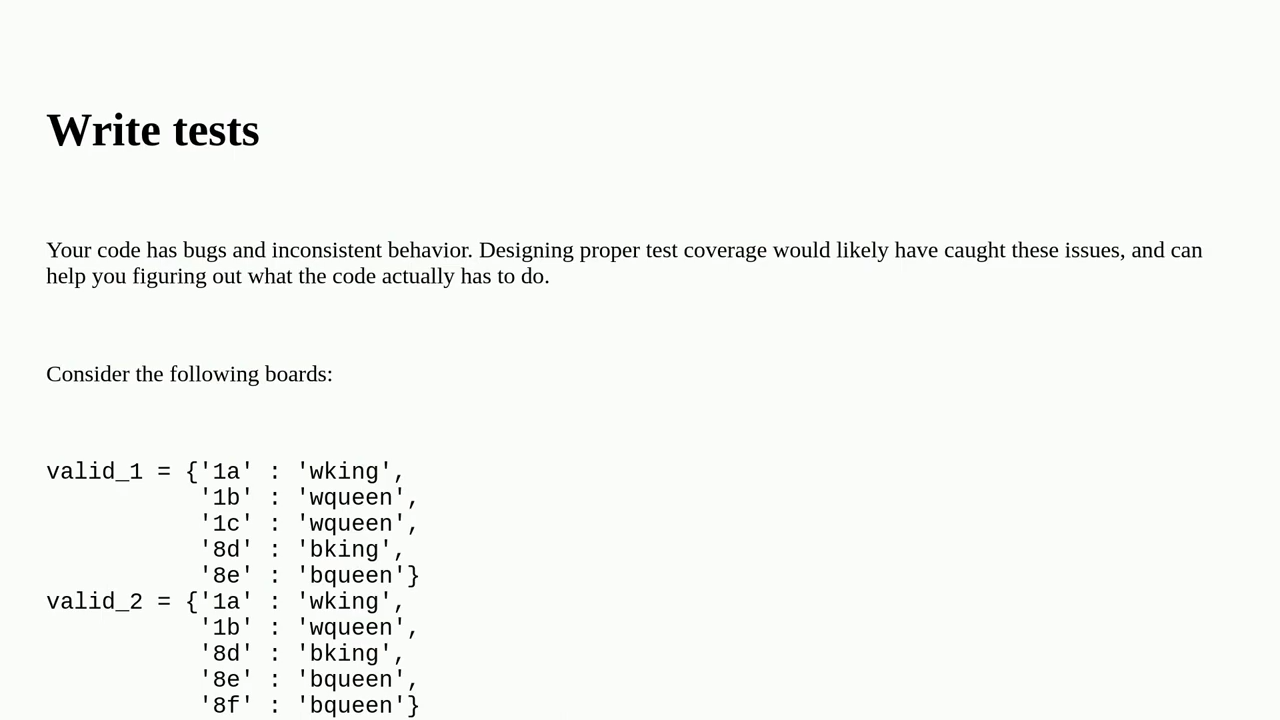 Write tests
Your code has bugs and inconsistent behavior. Designing proper test coverage would likely have caught these issues, and can
help you figuring out what the code actually has to do.
Consider the following boards:
valid_1 = {'1a' : 'wking',
           '1b' : 'wqueen',
           '1c' : 'wqueen',
           '8d' : 'bking',
           '8e' : 'bqueen'}
valid_2 = {'1a' : 'wking',
           '1b' : 'wqueen',
           '8d' : 'bking',
           '8e' : 'bqueen',
           '8f' : 'bqueen'}